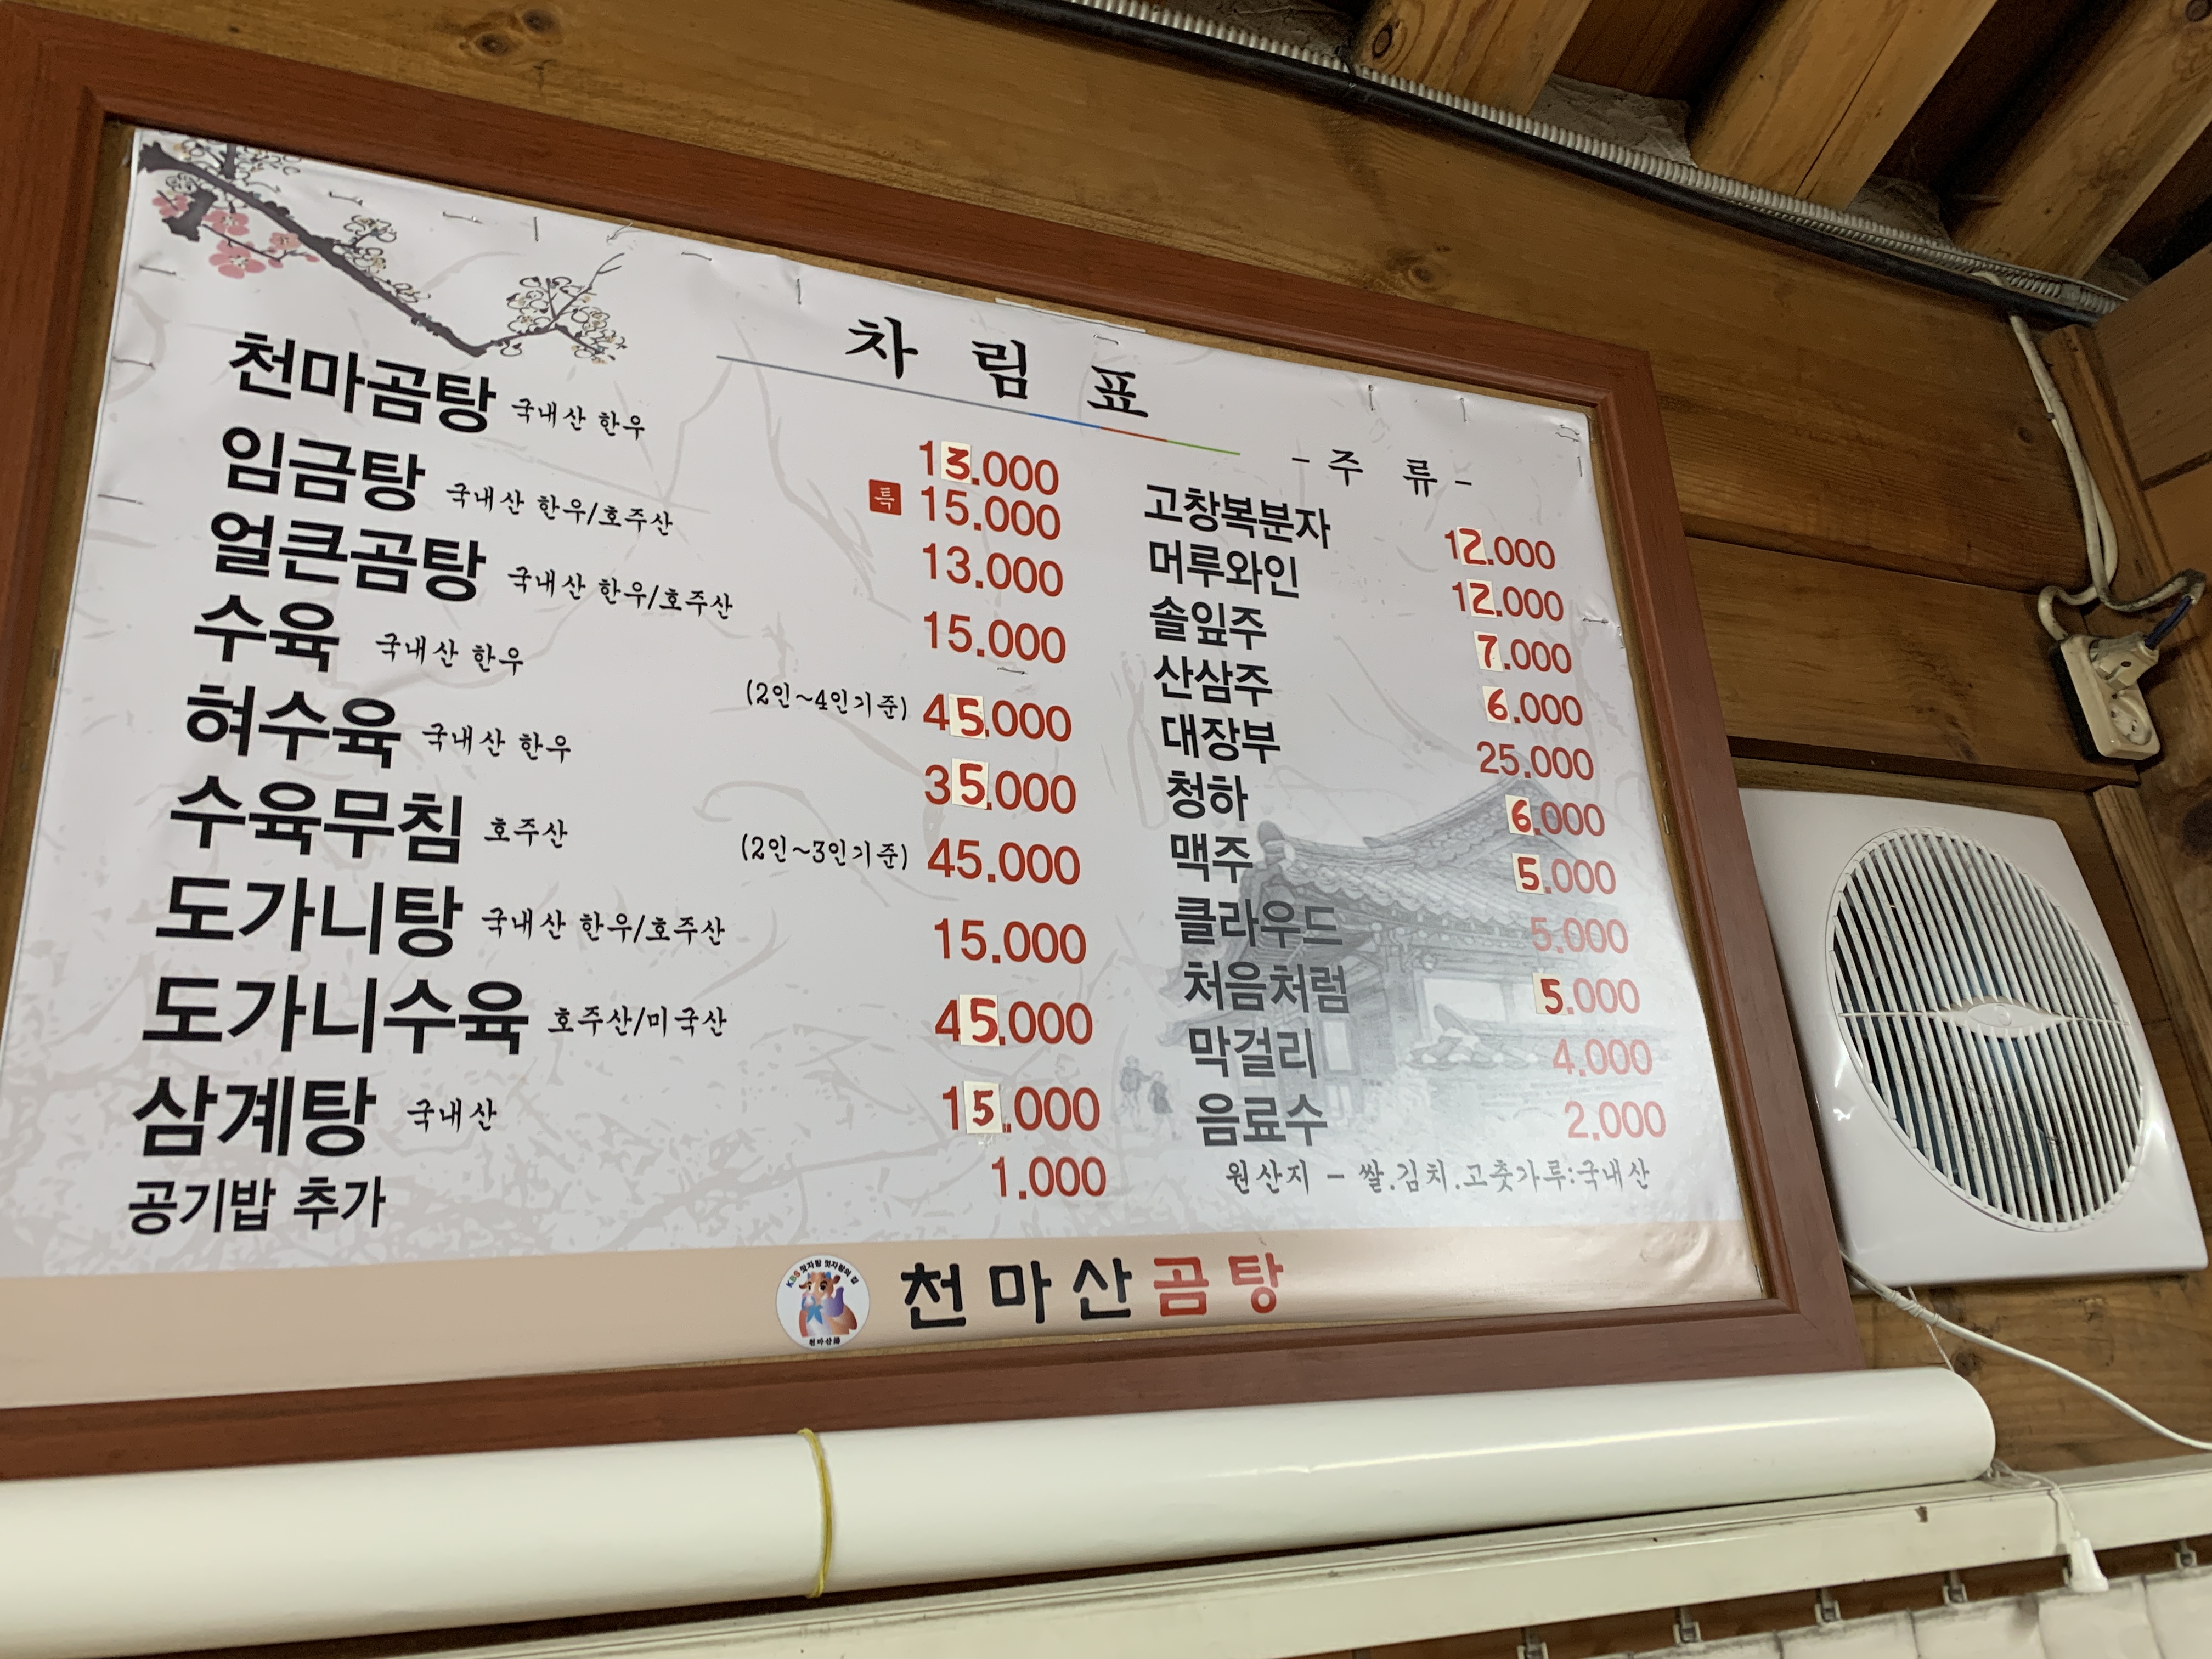 차림표
천마곰탕 국내산 한우 13.000
특 15.000
임금탕 국내산 한우/호주산 13.000
얼큰곰탕 국내산 한우/호주산 15.000
수육 국내산 한우 (2인~4인기준) 45.000
혀수육 국내산 한우 35.000
수육무침 호주산 (2인~3인기준) 45.000
도가니탕 국내산 한우/호주산 15.000
도가니수육 호주산/미국산 45.000
삼계탕 국내산 15.000
공기밥 추가 1.000
-주 류-
고창복분자 12.000
머루와인 12.000
솔잎주 7.000
산삼주 6.000
대장부 25.000
청하 6.000
맥주 5.000
클라우드 5.000
처음처럼 5.000
막걸리 4.000
음료수 2.000
원산지 - 쌀.김치.고춧가루:국내산
천마산곰탕